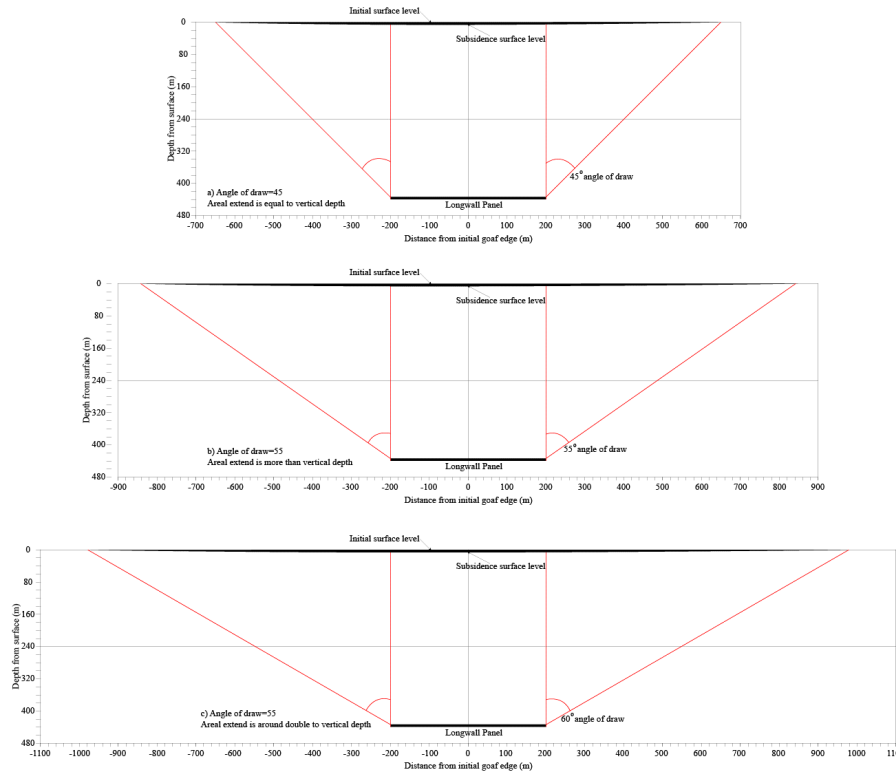 Initial surface level
Subsidence surface level
0
80
160
240
320
400
480
Depth from surface (m)
45° angle of draw
a) Angle of draw=45
Areal extend is equal to vertical depth
Longwall Panel
-700 -600 -500 -400 -300 -200 -100 0 100 200 300 400 500 600 700
Distance from initial goaf edge (m)
Initial surface level
Subsidence surface level
0
80
160
240
320
400
480
Depth from surface (m)
55° angle of draw
b) Angle of draw=55
Areal extend is more than vertical depth
Longwall Panel
-900 -800 -700 -600 -500 -400 -300 -200 -100 0 100 200 300 400 500 600 700 800 900
Distance from initial goaf edge (m)
Initial surface level
Subsidence surface level
0
80
160
240
320
400
480
Depth from surface (m)
60° angle of draw
c) Angle of draw=55
Areal extend is around double to vertical depth
Longwall Panel
-1100 -1000 -900 -800 -700 -600 -500 -400 -300 -200 -100 0 100 200 300 400 500 600 700 800 900 1000
Distance from initial goaf edge (m)